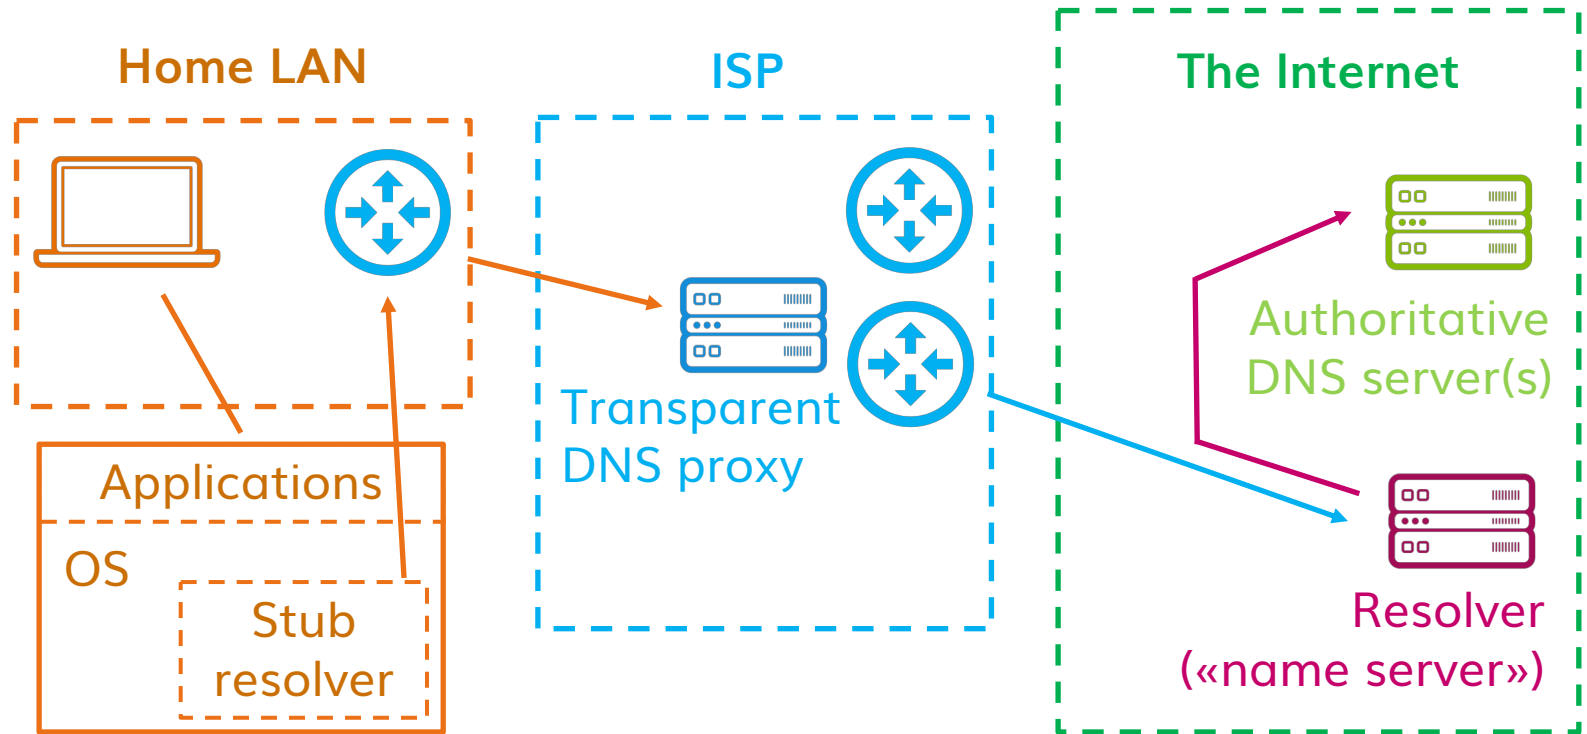 Home LAN
ISP
The Internet
Applications
OS
Stub
resolver
Transparent
DNS proxy
Authoritative
DNS server(s)
Resolver
(«name server»)